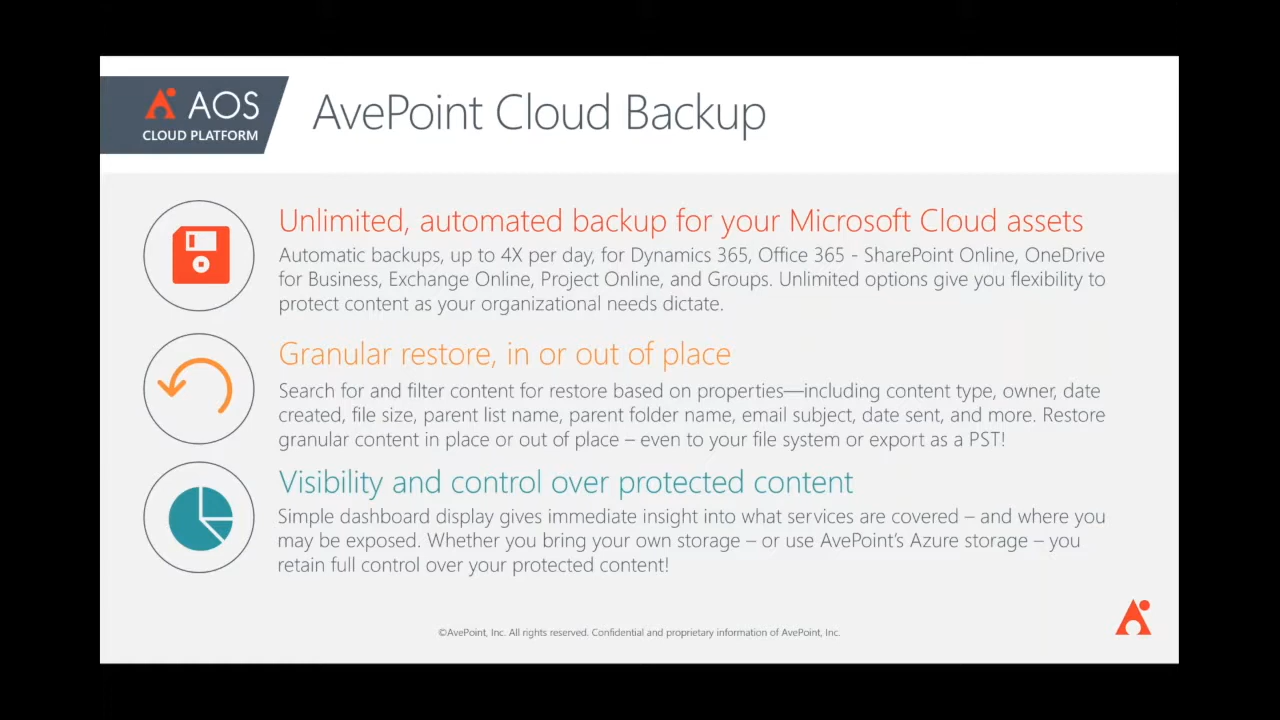 AOS
CLOUD PLATFORM
AvePoint Cloud Backup
Unlimited, automated backup for your Microsoft Cloud assets
Automatic backups, up to 4X per day, for Dynamics 365, Office 365 - SharePoint Online, OneDrive
for Business, Exchange Online, Project Online, and Groups. Unlimited options give you flexibility to
protect content as your organizational needs dictate.
Granular restore, in or out of place
Search for and filter content for restore based on properties—including content type, owner, date
created, file size, parent list name, parent folder name, email subject, date sent, and more. Restore
granular content in place or out of place – even to your file system or export as a PST!
Visibility and control over protected content
Simple dashboard display gives immediate insight into what services are covered – and where you
may be exposed. Whether you bring your own storage – or use AvePoint's Azure storage – you
retain full control over your protected content!
©AvePoint, Inc. All rights reserved. Confidential and proprietary information of AvePoint, Inc.